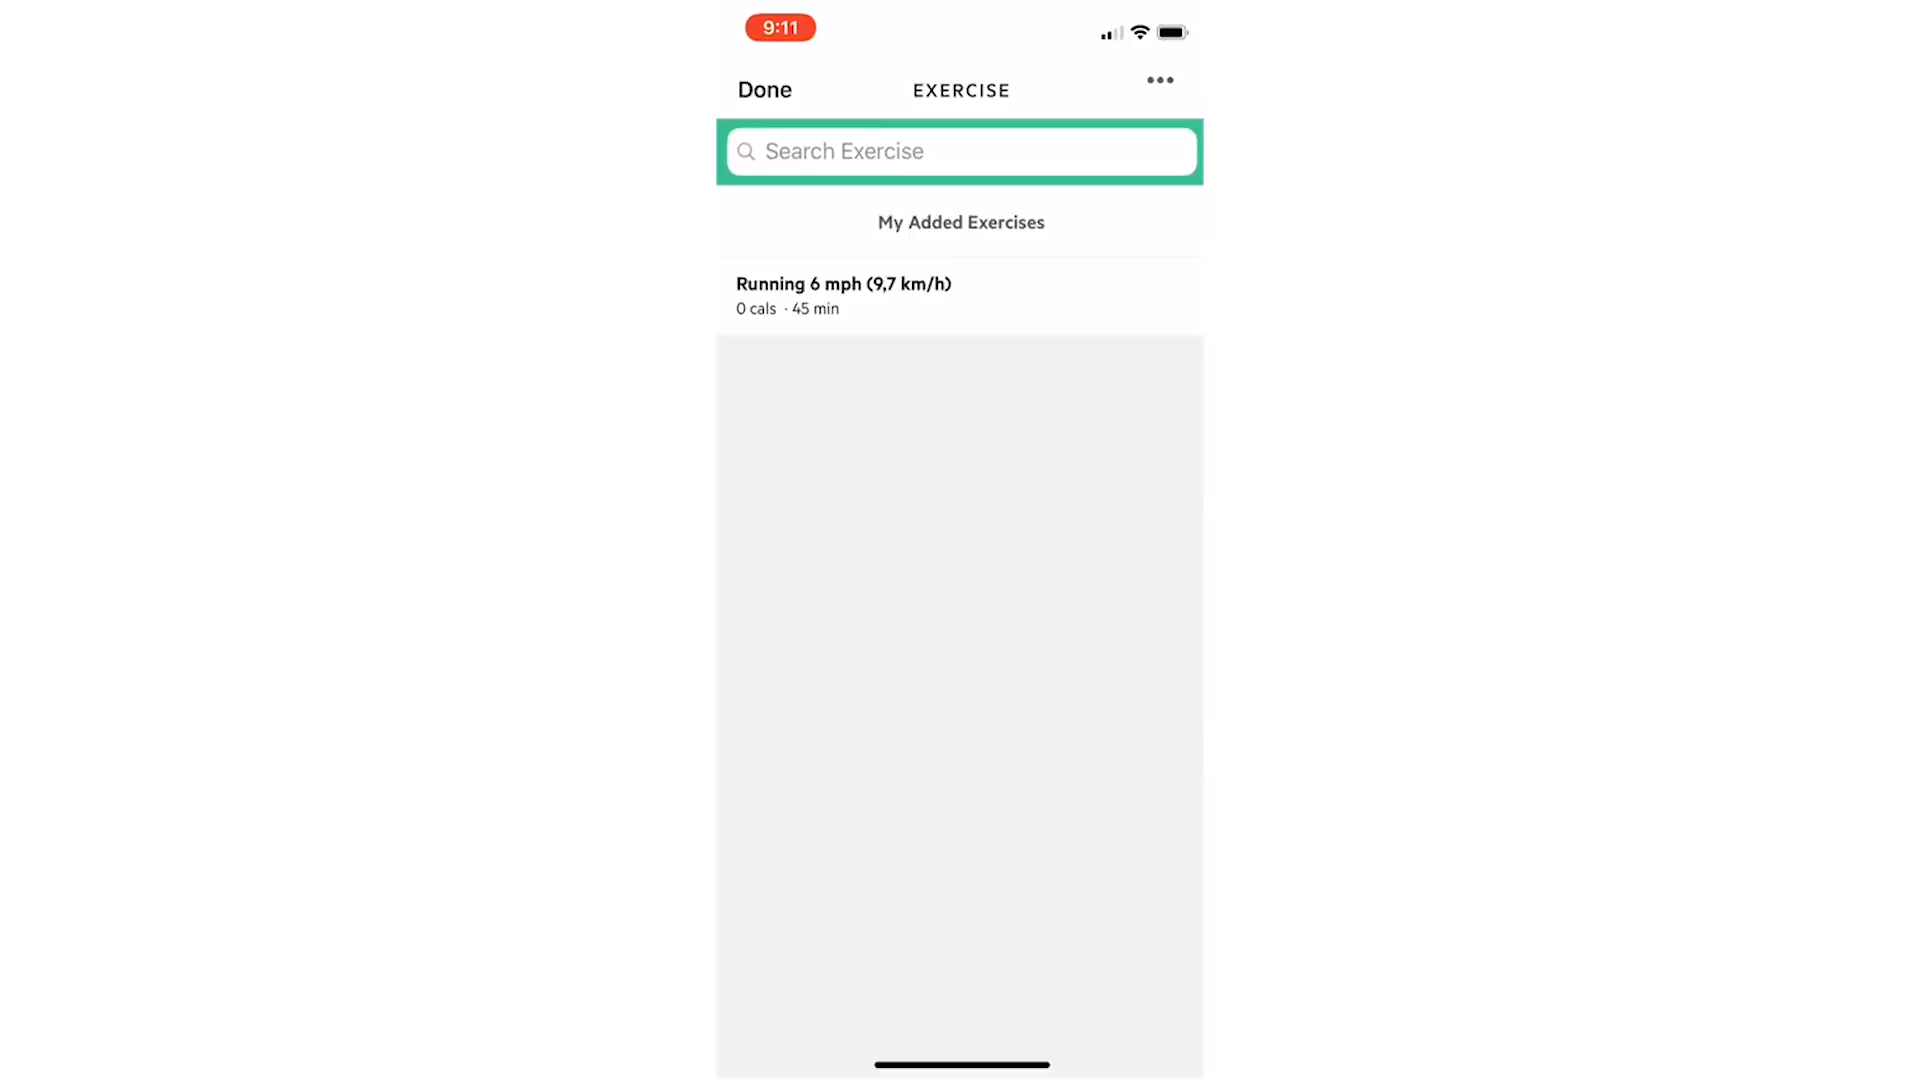 9:11
Done
EXERCISE
Search Exercise
My Added Exercises
Running 6 mph (9,7 km/h)
0 cals · 45 min